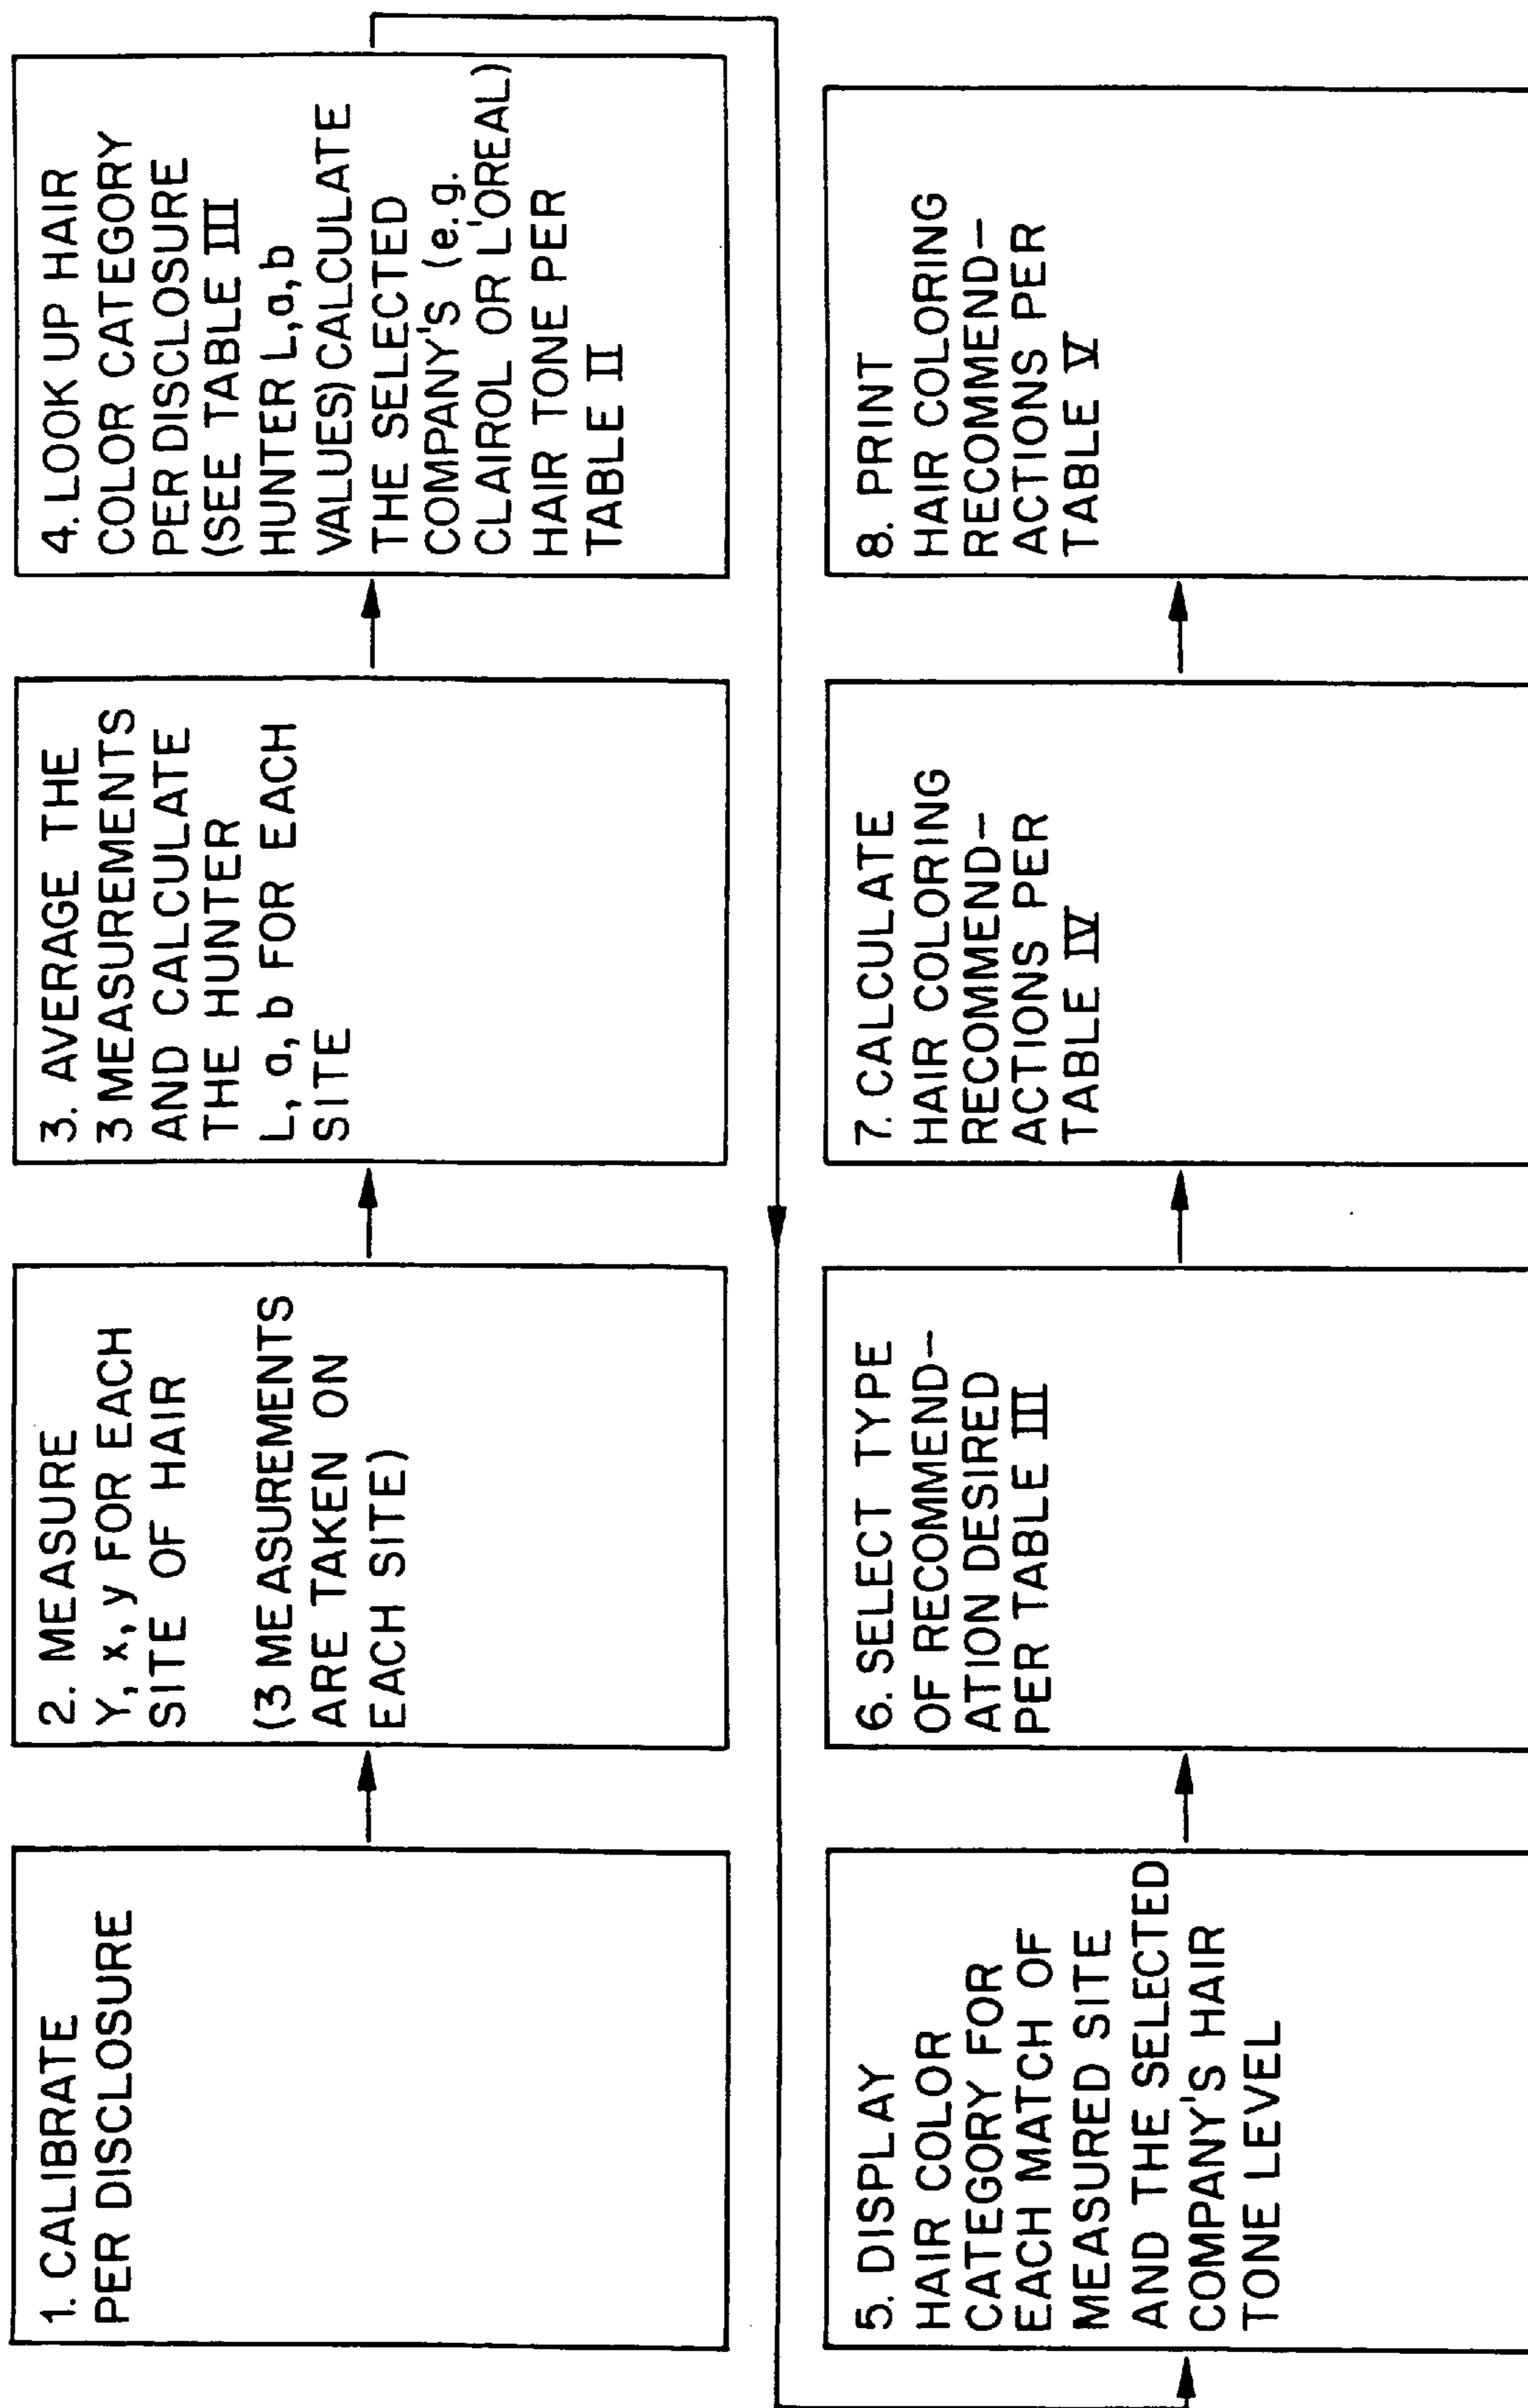 1. CALIBRATE
PER DISCLOSURE
2. MEASURE
Y, x, y FOR EACH
SITE OF HAIR
(3 MEASUREMENTS
ARE TAKEN ON
EACH SITE)
3. AVERAGE THE
3 MEASUREMENTS
AND CALCULATE
THE HUNTER
L, a, b FOR EACH
SITE
4. LOOK UP HAIR
COLOR CATEGORY
PER DISCLOSURE
(SEE TABLE III
HUNTER L,a,b
VALUES) CALCULATE
THE SELECTED
COMPANY'S (e.g.
CLAIROL OR L'OREAL)
HAIR TONE PER
TABLE II
5. DISPLAY
HAIR COLOR
CATEGORY FOR
EACH MATCH OF
MEASURED SITE
AND THE SELECTED
COMPANY'S HAIR
TONE LEVEL
6. SELECT TYPE
OF RECOMMEND-
ATION DESIRED
PER TABLE III
7. CALCULATE
HAIR COLORING
RECOMMEND-
ACTIONS PER
TABLE IV
8. PRINT
HAIR COLORING
RECOMMEND-
ACTIONS PER
TABLE V